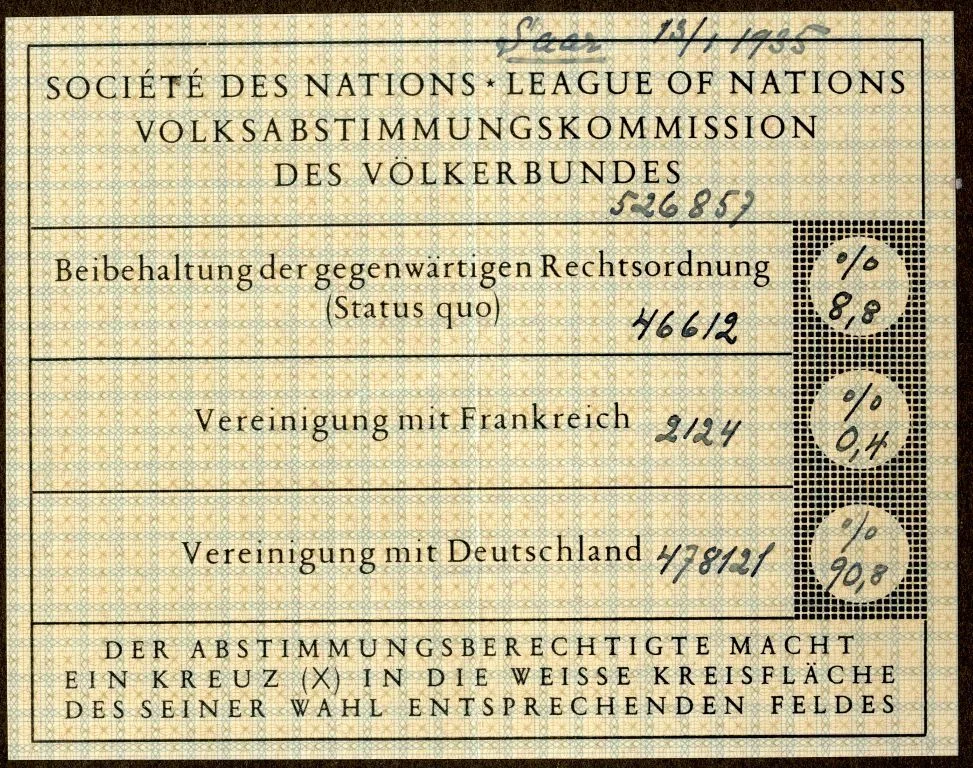 Saar 13/1 1935
SOCIÉTÉ DES NATIONS ⋆ LEAGUE OF NATIONS
VOLKSABSTIMMUNGSKOMMISSION
DES VÖLKERBUNDES
526857
Beibehaltung der gegenwärtigen Rechtsordnung
(Status quo)
46612
%
8,8
Vereinigung mit Frankreich 2124
%
0,4
Vereinigung mit Deutschland 478121
%
90,8
DER ABSTIMMUNGSBERECHTIGTE MACHT
EIN KREUZ (X) IN DIE WEISSE KREISFLÄCHE
DES SEINER WAHL ENTSPRECHENDEN FELDES